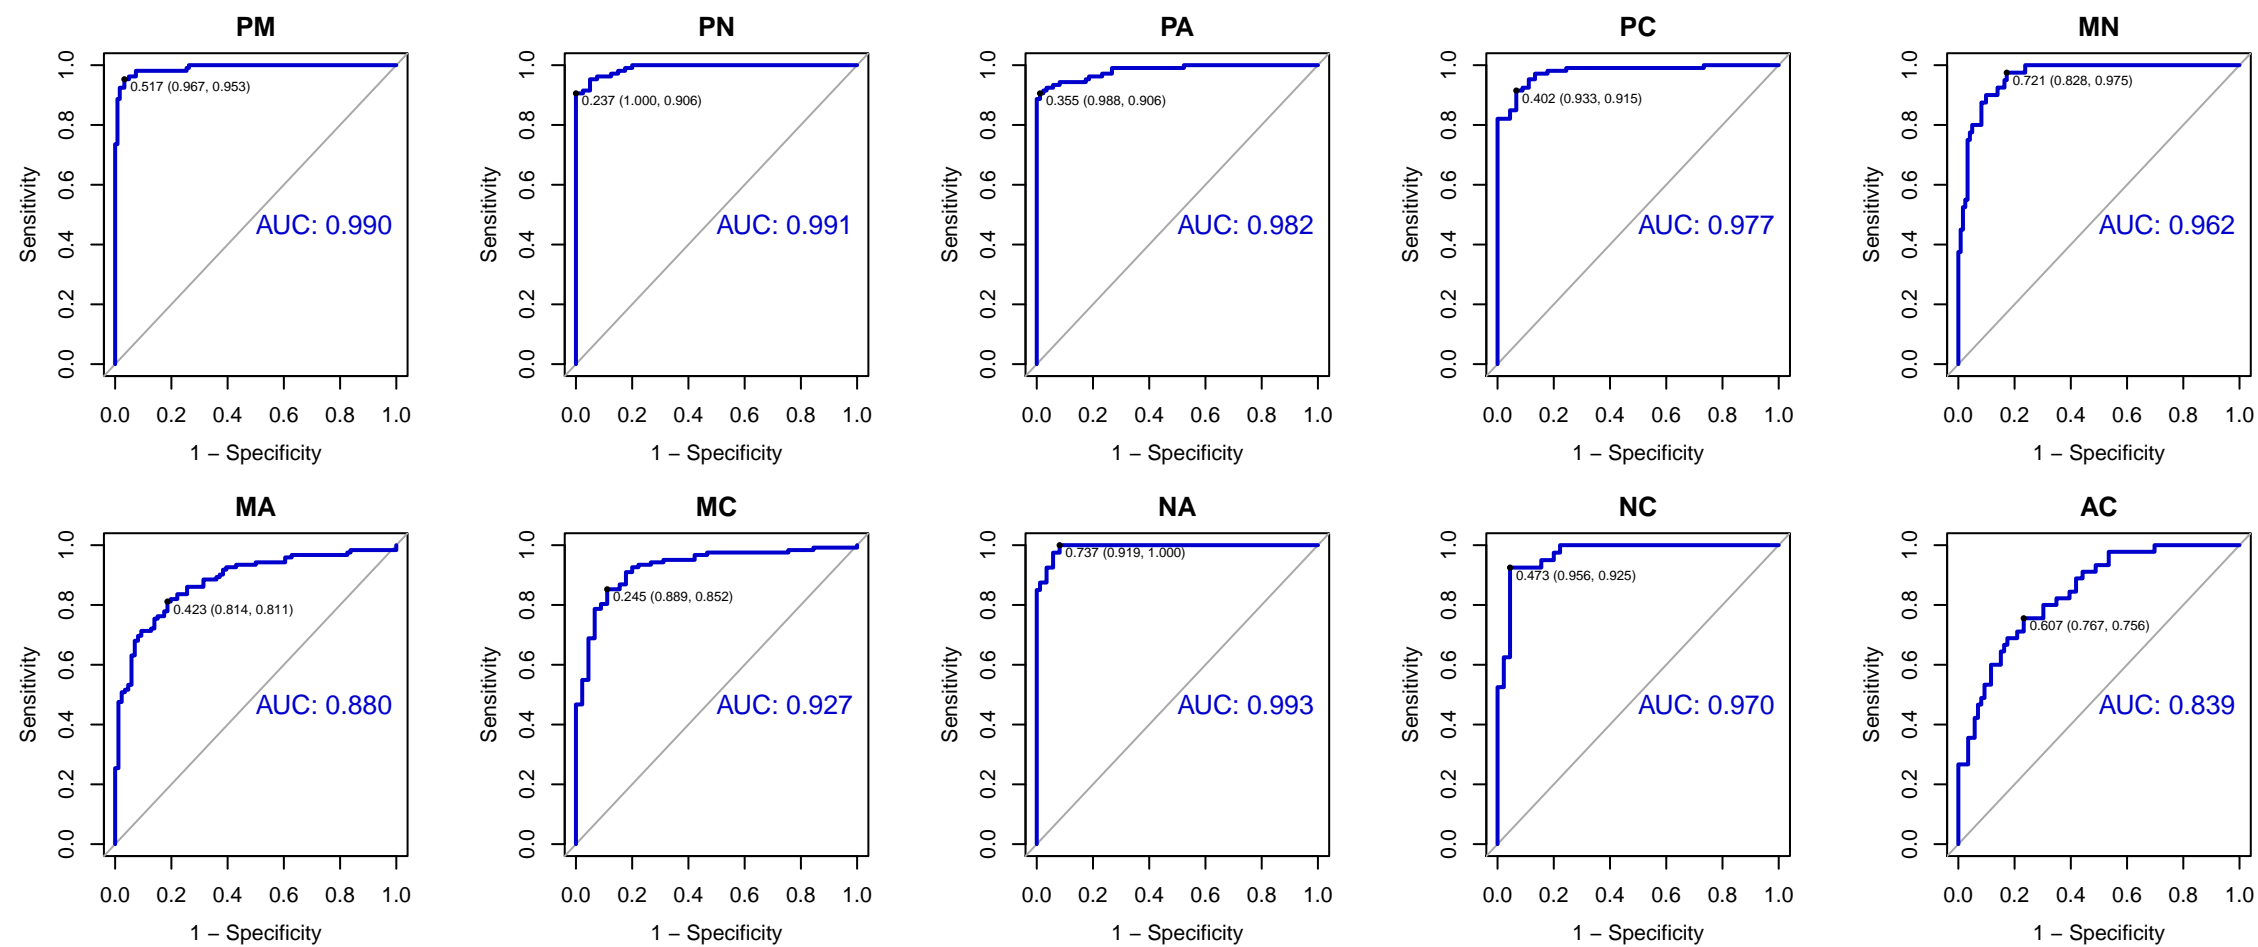 PM
1.0
0.8
0.6
0.4
0.2
0.0
Sensitivity
0.517 (0.967, 0.953)
AUC: 0.990
0.0 0.2 0.4 0.6 0.8 1.0
1 – Specificity
PN
1.0
0.8
0.6
0.4
0.2
0.0
Sensitivity
0.237 (1.000, 0.906)
AUC: 0.991
0.0 0.2 0.4 0.6 0.8 1.0
1 – Specificity
PA
1.0
0.8
0.6
0.4
0.2
0.0
Sensitivity
0.355 (0.988, 0.906)
AUC: 0.982
0.0 0.2 0.4 0.6 0.8 1.0
1 – Specificity
PC
1.0
0.8
0.6
0.4
0.2
0.0
Sensitivity
0.402 (0.933, 0.915)
AUC: 0.977
0.0 0.2 0.4 0.6 0.8 1.0
1 – Specificity
MN
1.0
0.8
0.6
0.4
0.2
0.0
Sensitivity
0.721 (0.828, 0.975)
AUC: 0.962
0.0 0.2 0.4 0.6 0.8 1.0
1 – Specificity
MA
1.0
0.8
0.6
0.4
0.2
0.0
Sensitivity
0.423 (0.814, 0.811)
AUC: 0.880
0.0 0.2 0.4 0.6 0.8 1.0
1 – Specificity
MC
1.0
0.8
0.6
0.4
0.2
0.0
Sensitivity
0.245 (0.889, 0.852)
AUC: 0.927
0.0 0.2 0.4 0.6 0.8 1.0
1 – Specificity
NA
1.0
0.8
0.6
0.4
0.2
0.0
Sensitivity
0.737 (0.919, 1.000)
AUC: 0.993
0.0 0.2 0.4 0.6 0.8 1.0
1 – Specificity
NC
1.0
0.8
0.6
0.4
0.2
0.0
Sensitivity
0.473 (0.956, 0.925)
AUC: 0.970
0.0 0.2 0.4 0.6 0.8 1.0
1 – Specificity
AC
1.0
0.8
0.6
0.4
0.2
0.0
Sensitivity
0.607 (0.767, 0.756)
AUC: 0.839
0.0 0.2 0.4 0.6 0.8 1.0
1 – Specificity